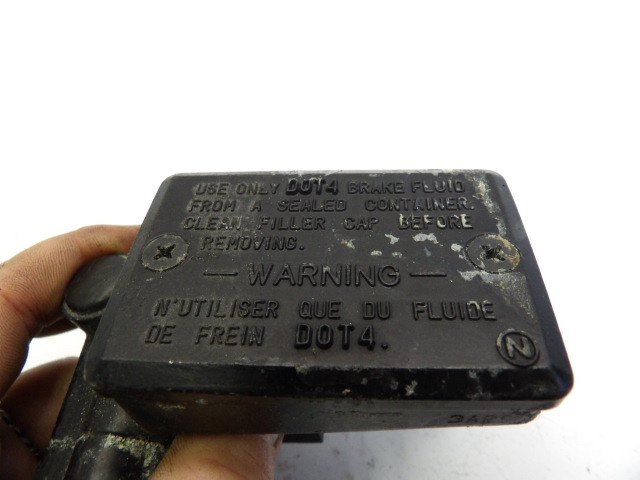 USE ONLY DOT4 BRAKE FLUID
FROM A SEALED CONTAINER.
CLEAN FILLER CAP BEFORE
REMOVING.
— WARNING —
N'UTILISER QUE DU FLUIDE
DE FREIN DOT4.
N